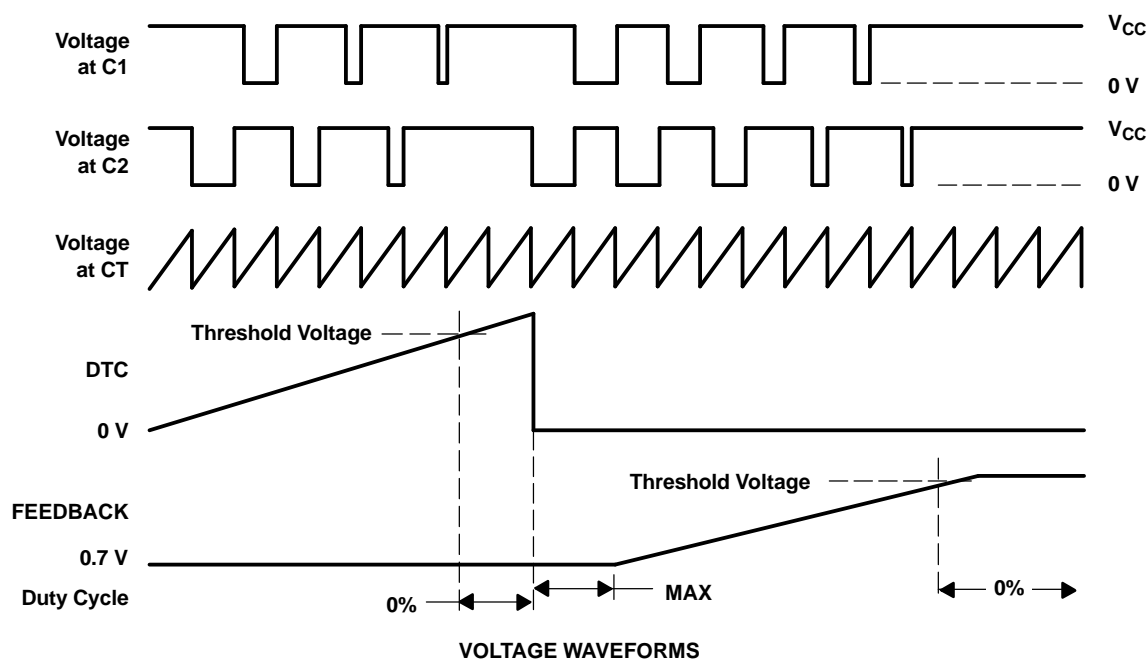 Voltage
at C1
VCC
0 V
Voltage
at C2
VCC
0 V
Voltage
at CT
Threshold Voltage
DTC
0 V
Threshold Voltage
FEEDBACK
0.7 V
Duty Cycle
0%
MAX
0%
VOLTAGE WAVEFORMS